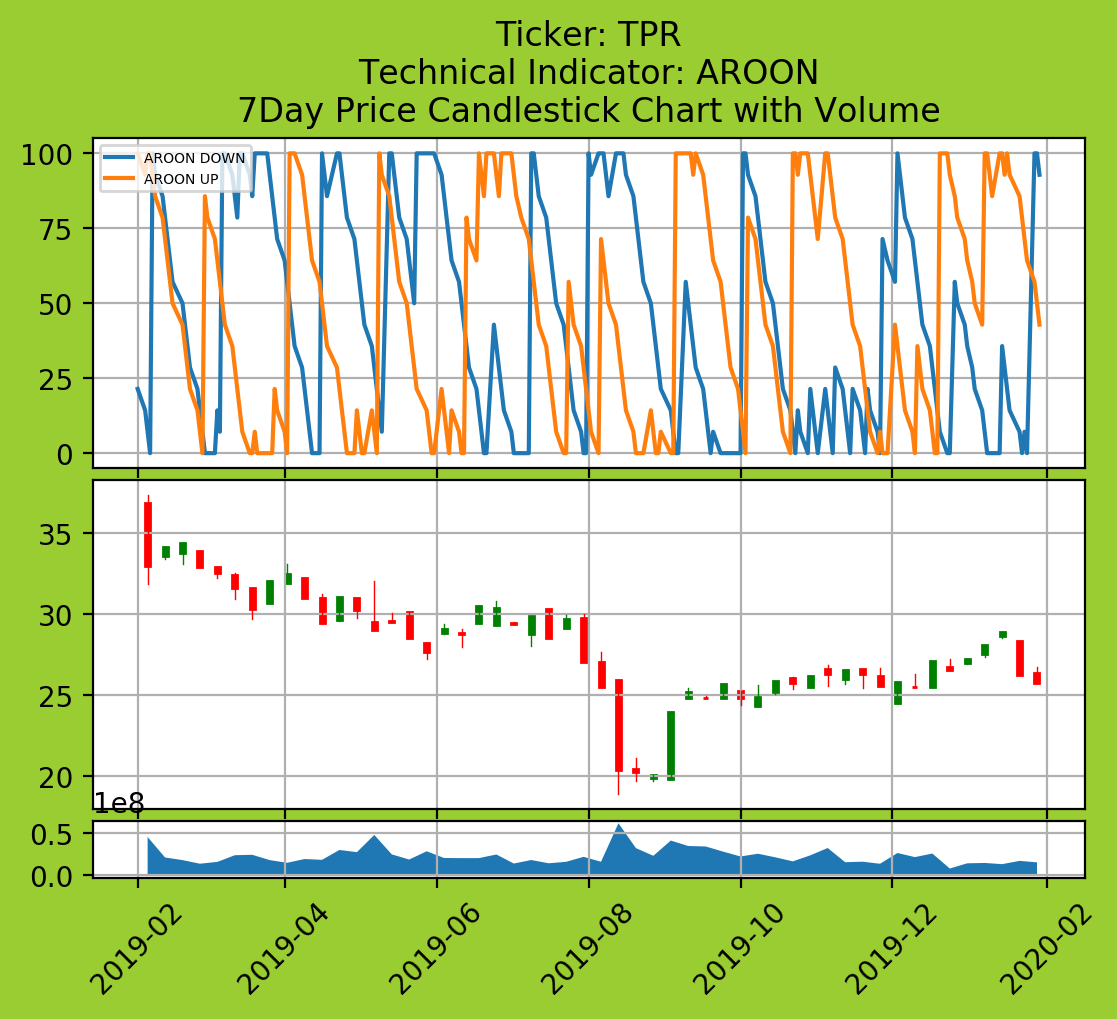 Ticker: TPR
Technical Indicator: AROON
7Day Price Candlestick Chart with Volume
100
AROON DOWN
AROON UP
75
50
25
0
35
30
25
20
1e8
0.5
0.0
2019-02 2019-04 2019-06 2019-08 2019-10 2019-12 2020-02